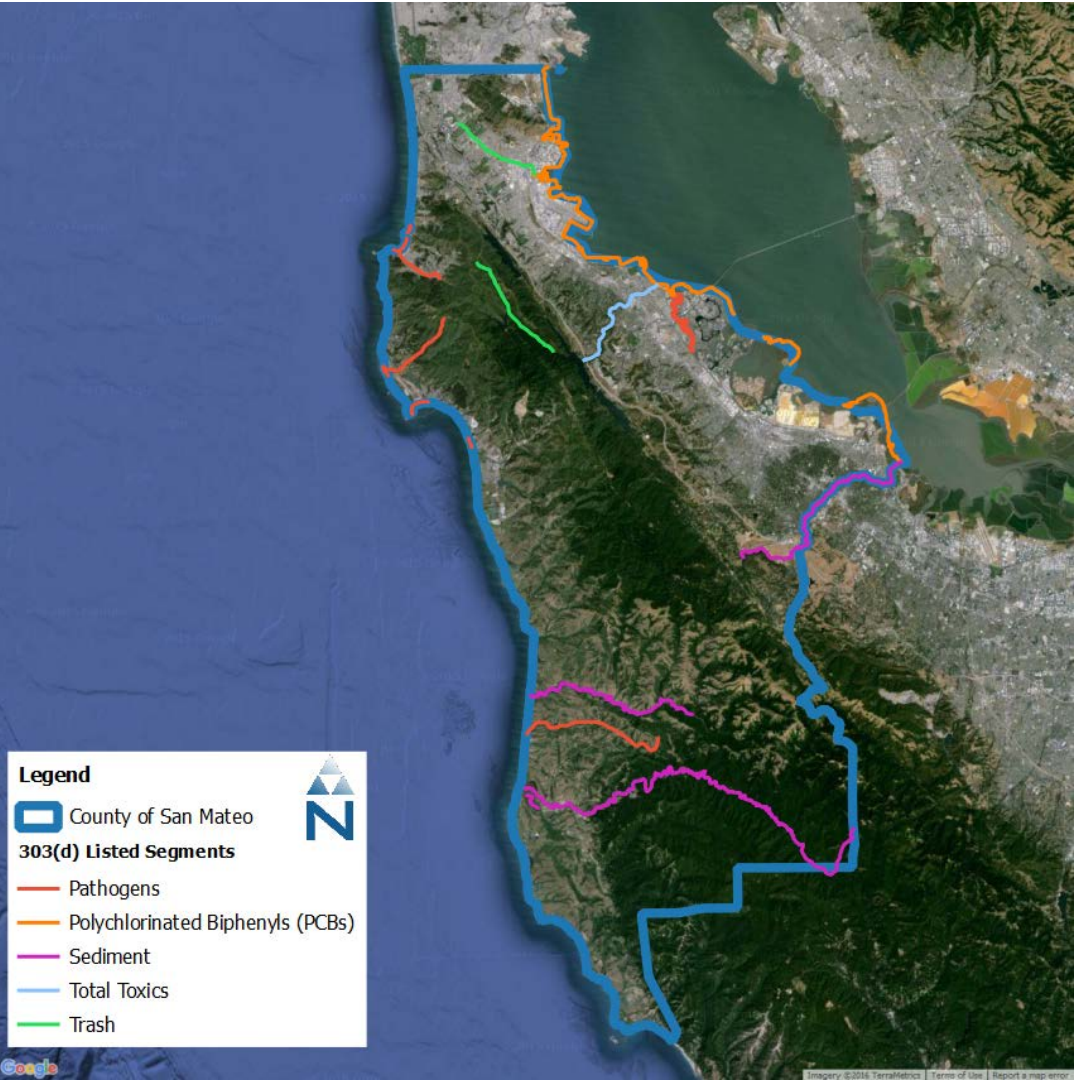 Legend
N
County of San Mateo
303(d) Listed Segments
Pathogens
Polychlorinated Biphenyls (PCBs)
Sediment
Total Toxics
Trash
Google
Imagery ©2016 TerraMetrics | Terms of Use | Report a map error